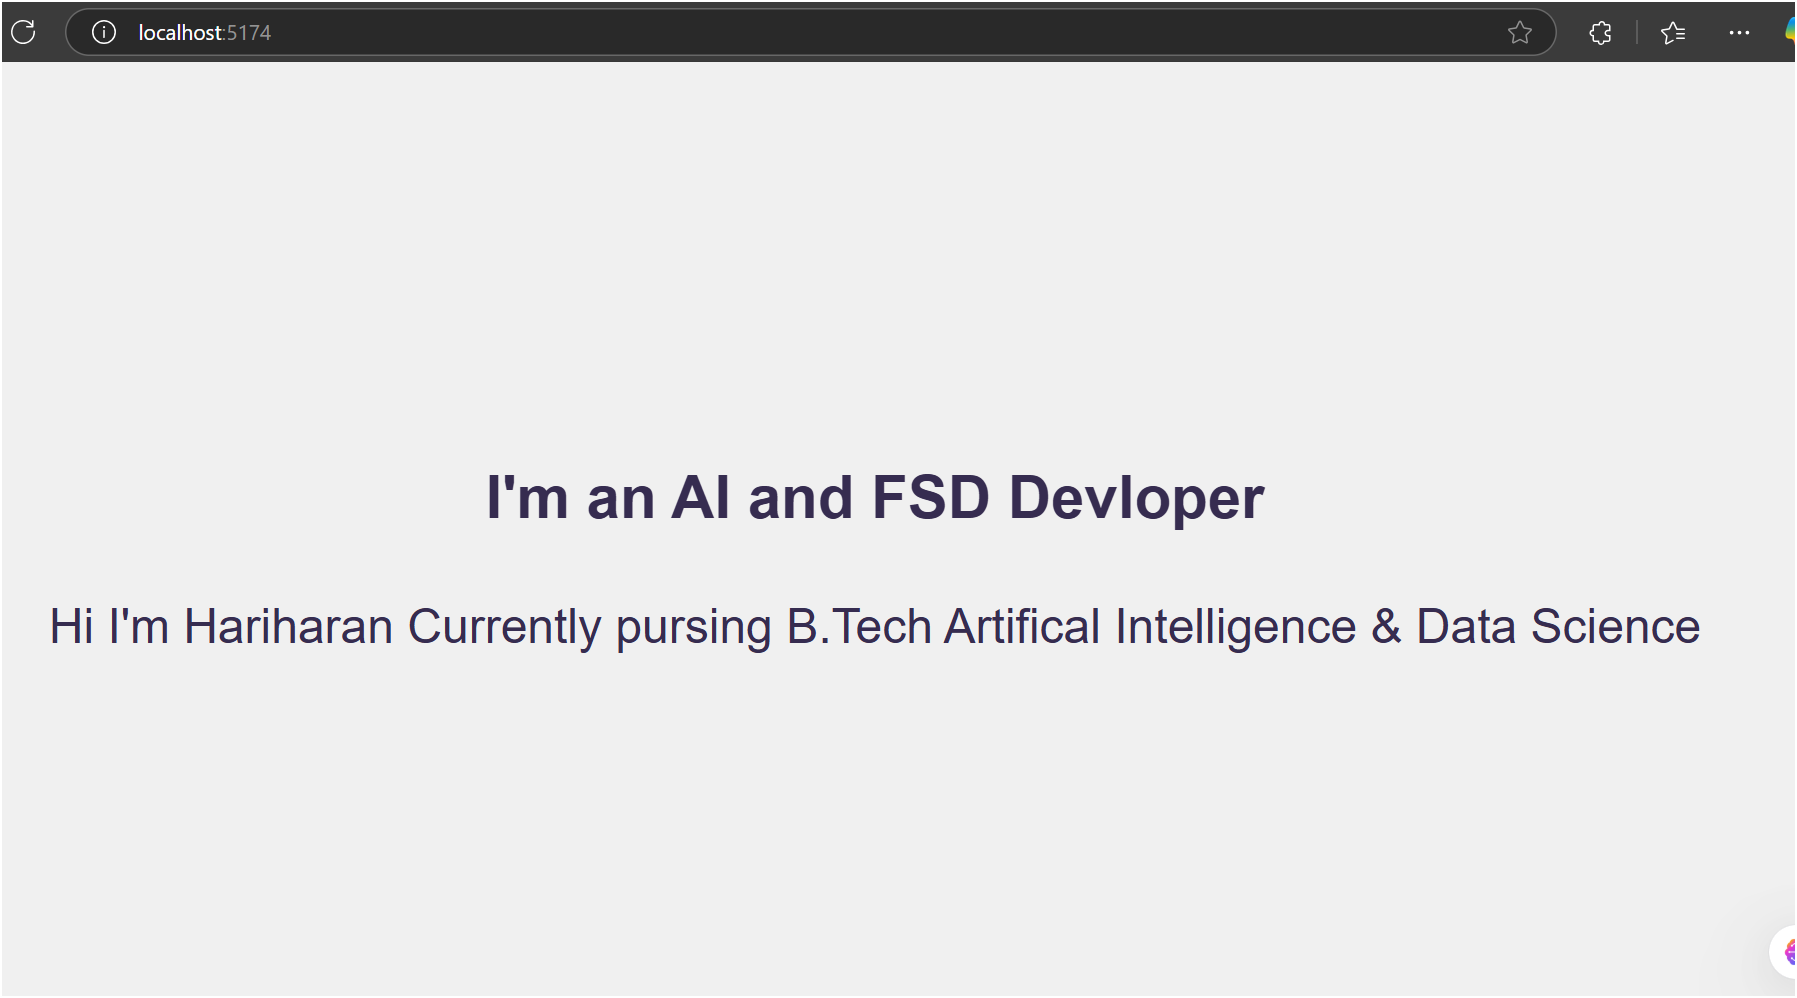 localhost:5174
I'm an AI and FSD Devloper
Hi I'm Hariharan Currently pursing B.Tech Artifical Intelligence & Data Science